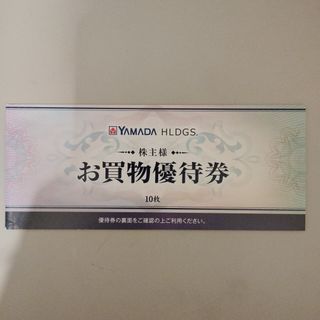 YAMADA HLDGS.
株主様
お買物優待券
10枚
優待券の裏面をご確認の上ご利用ください。